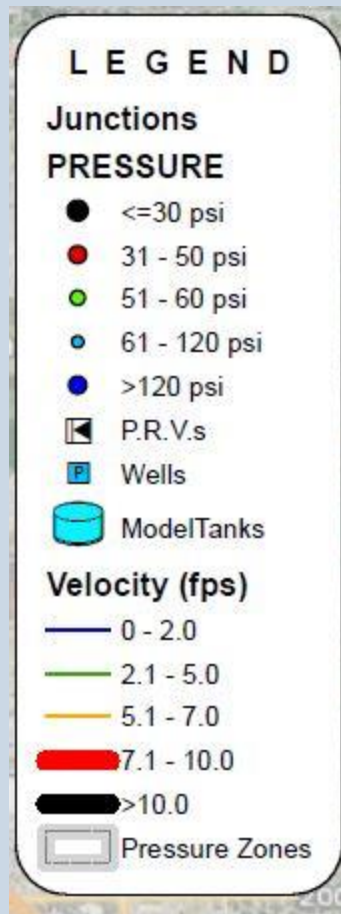 L E G E N D
Junctions
PRESSURE
<=30 psi
31 - 50 psi
51 - 60 psi
61 - 120 psi
>120 psi
P.R.V.s
P Wells
ModelTanks
Velocity (fps)
0 - 2.0
2.1 - 5.0
5.1 - 7.0
7.1 - 10.0
>10.0
Pressure Zones